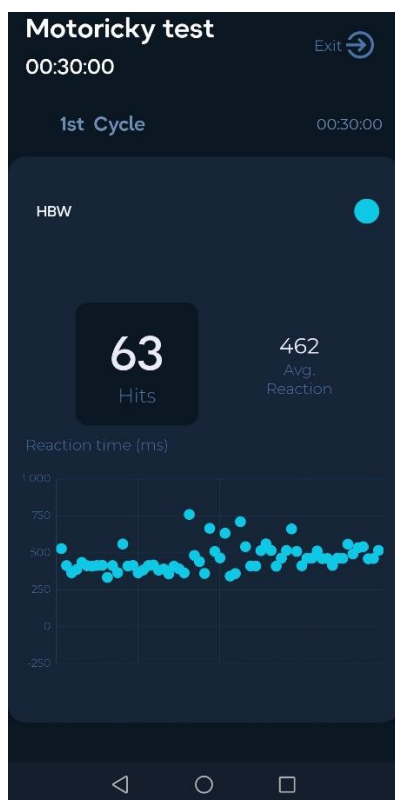 Motoricky test
Exit
00:30:00
1st Cycle
00:30:00
HBW
63
Hits
462
Avg.
Reaction
Reaction time (ms)
1 000
750
500
250
0
-250